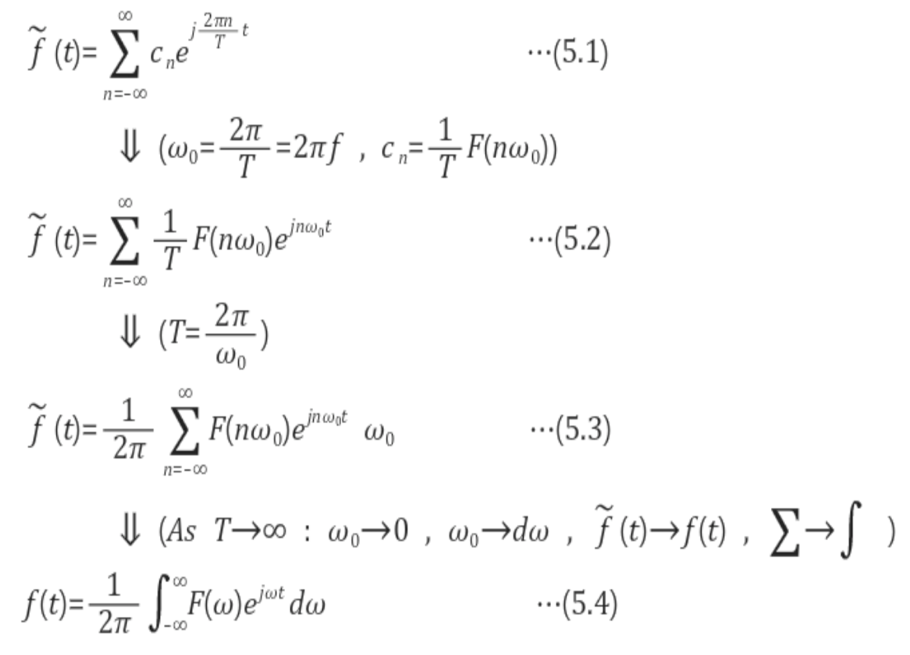 f̃ (t)= ∑_{n=-∞}^{∞} c_n e^{j (2πn/T) t} ⋯(5.1)
⇓ (ω₀= 2π/T =2πf , c_n= 1/T F(nω₀))
f̃ (t)= ∑_{n=-∞}^{∞} 1/T F(nω₀)e^{jnω₀t} ⋯(5.2)
⇓ (T= 2π/ω₀ )
f̃ (t)= 1/2π ∑_{n=-∞}^{∞} F(nω₀)e^{jnω₀t} ω₀ ⋯(5.3)
⇓ (As T→∞ : ω₀→0 , ω₀→dω , f̃ (t)→f(t) , ∑→∫ )
f(t)= 1/2π ∫_{-∞}^{∞} F(ω)e^{jωt} dω ⋯(5.4)